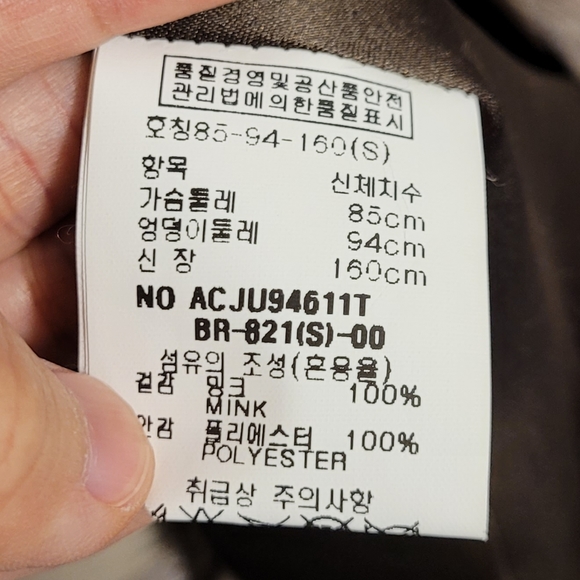 품질경영및공산품안전
관리법에의한품질표시
호칭85-94-160(S)
항목 신체치수
가슴둘레 85cm
엉덩이둘레 94cm
신 장 160cm
NO ACJU94611T
BR-821(S)-00
섬유의 조성(혼용율)
겉감 밍크 100%
MINK
안감 폴리에스터 100%
POLYESTER
취급상 주의사항